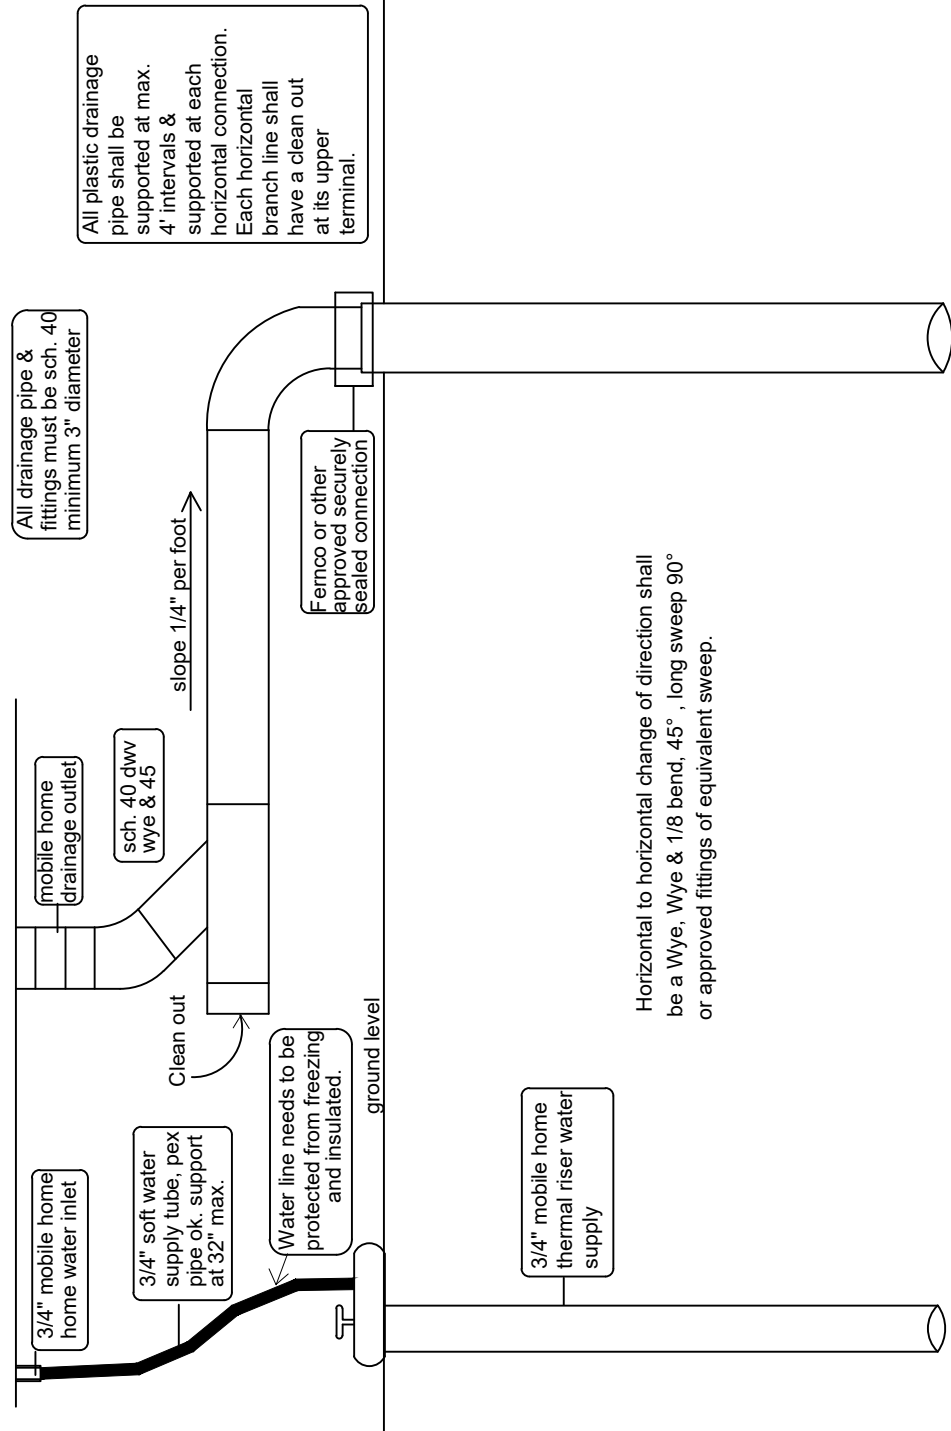 3/4" mobile home
home water inlet
mobile home
drainage outlet
All drainage pipe &
fittings must be sch. 40
minimum 3" diameter
All plastic drainage
pipe shall be
supported at max.
4' intervals &
supported at each
horizontal connection.
Each horizontal
branch line shall
have a clean out
at its upper
terminal.
3/4" soft water
supply tube, pex
pipe ok. support
at 32" max.
sch. 40 dwv
wye & 45
Clean out
slope 1/4" per foot
Water line needs to be
protected from freezing
and insulated.
Fernco or other
approved securely
sealed connection
ground level
3/4" mobile home
thermal riser water
supply
Horizontal to horizontal change of direction shall
be a Wye, Wye & 1/8 bend, 45° , long sweep 90°
or approved fittings of equivalent sweep.